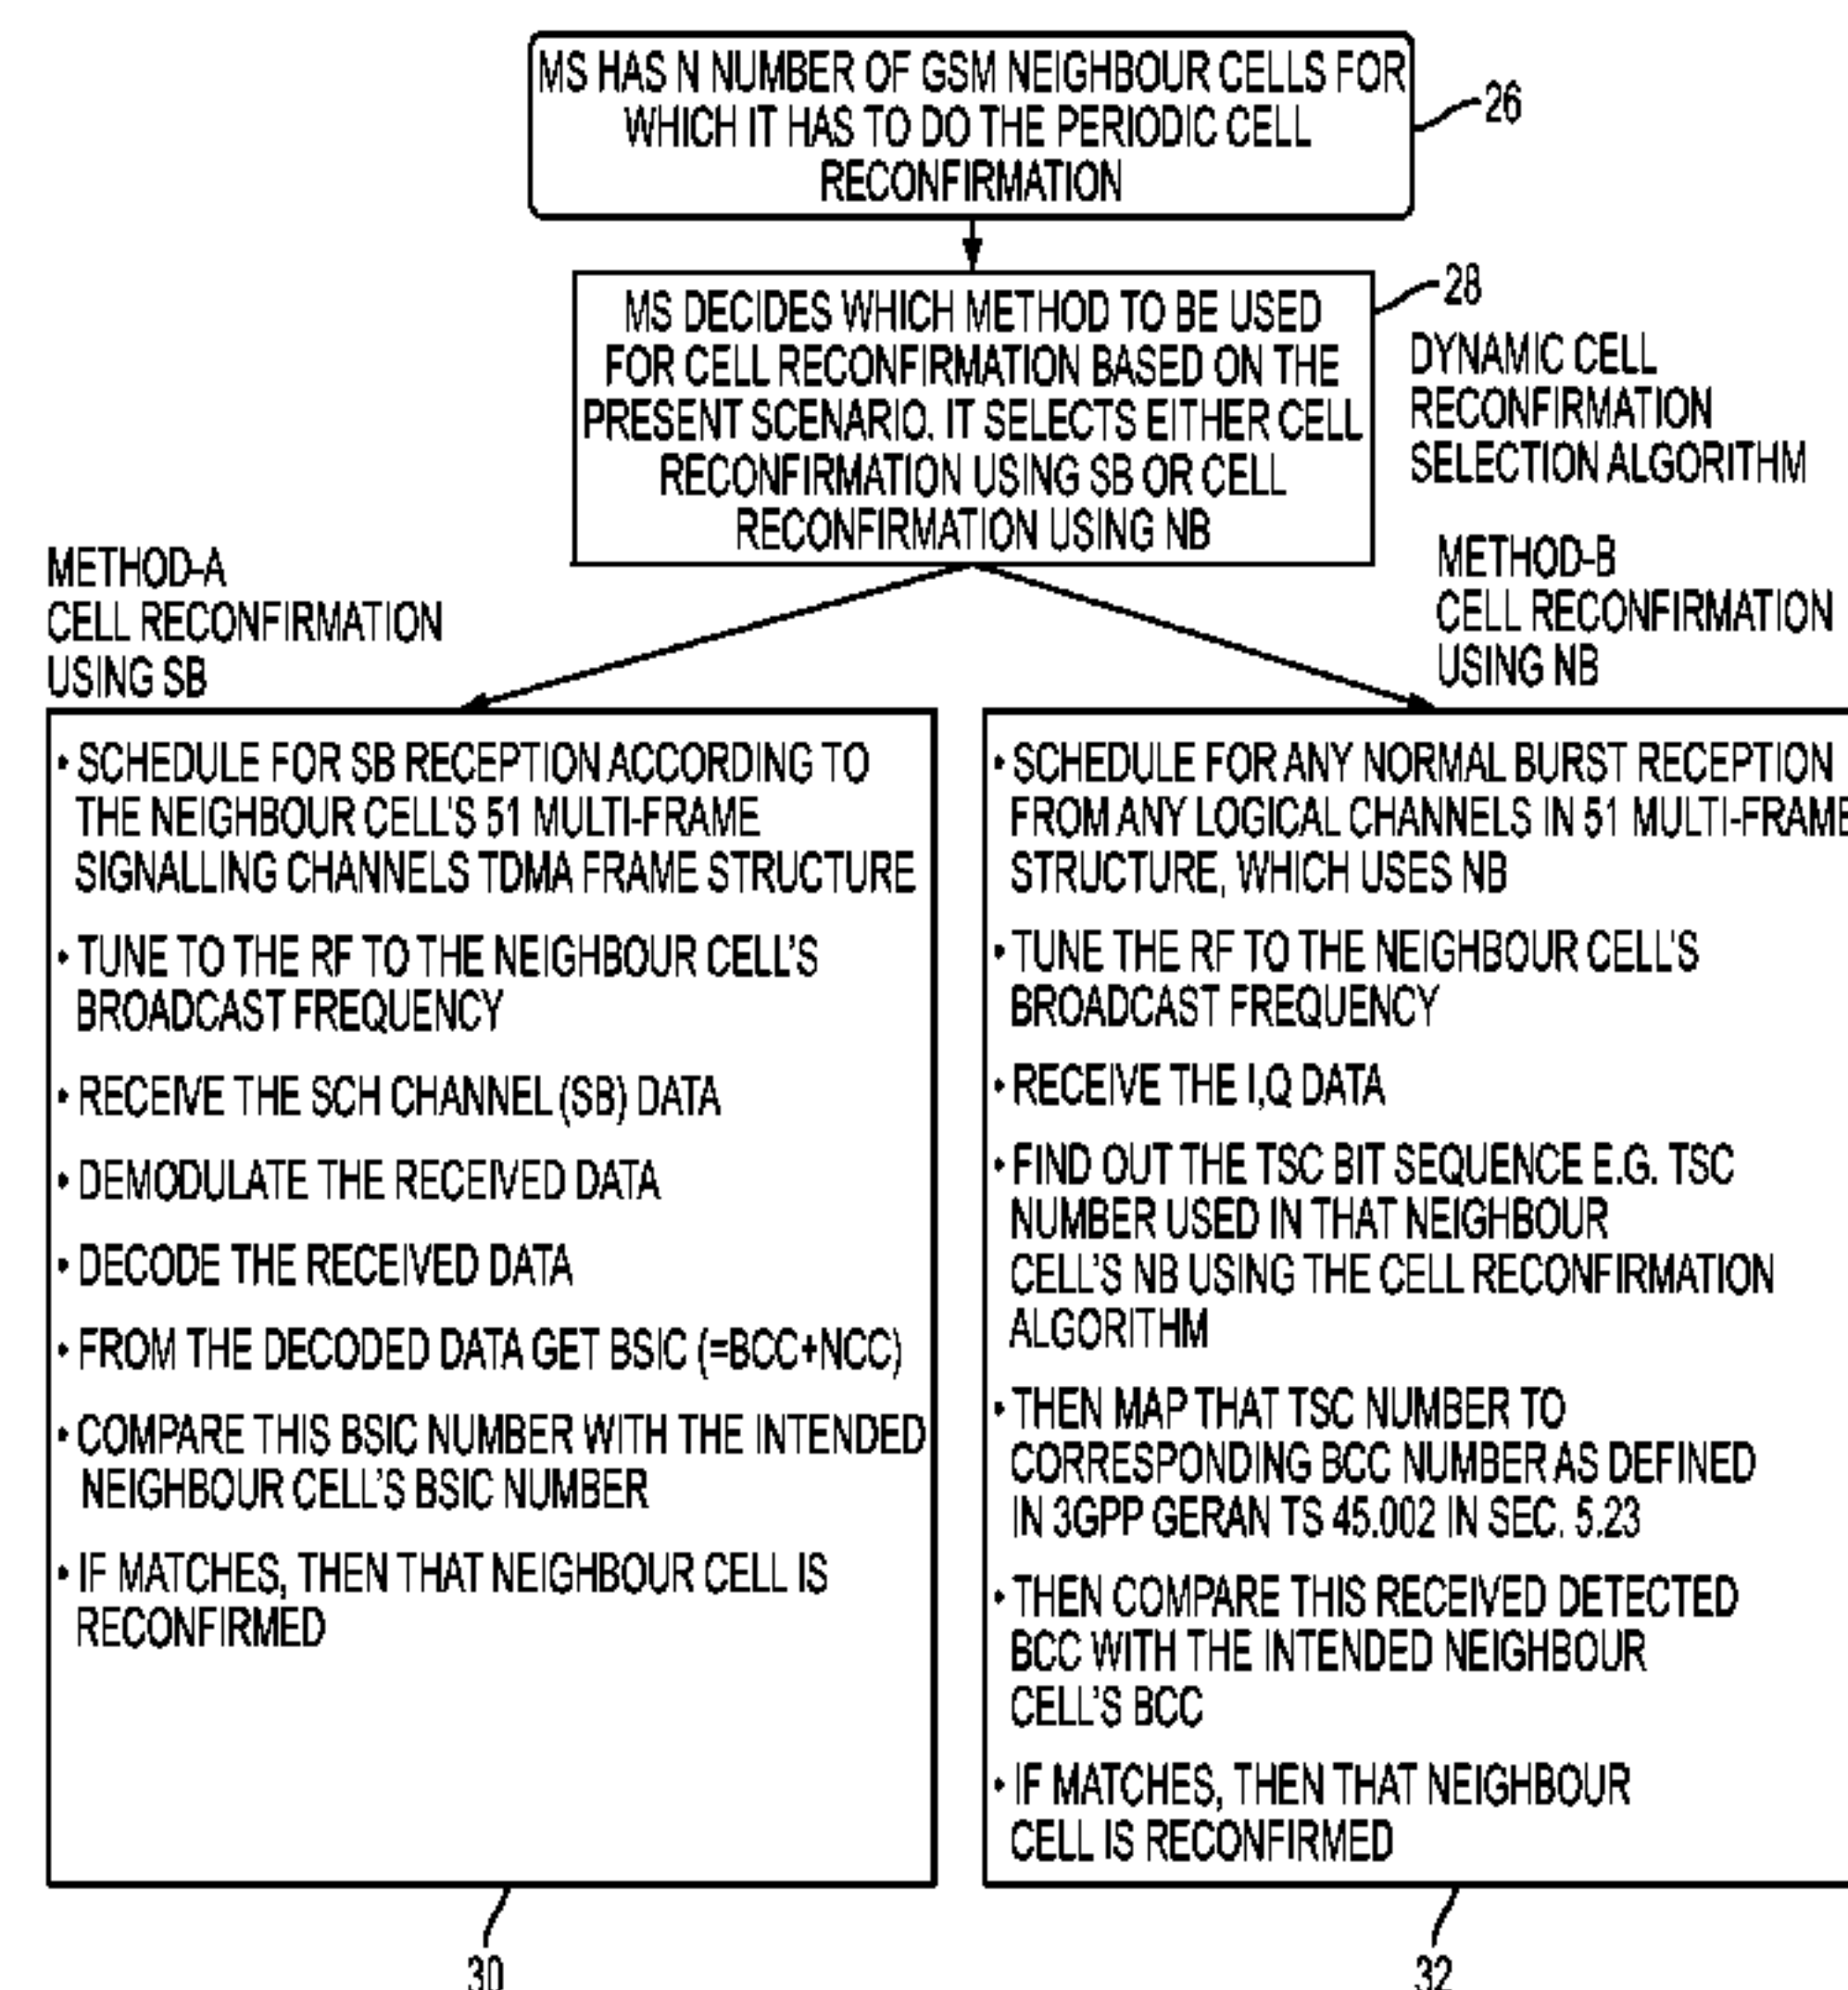 MS HAS N NUMBER OF GSM NEIGHBOUR CELLS FOR
WHICH IT HAS TO DO THE PERIODIC CELL
RECONFIRMATION
26
MS DECIDES WHICH METHOD TO BE USED
FOR CELL RECONFIRMATION BASED ON THE
PRESENT SCENARIO. IT SELECTS EITHER CELL
RECONFIRMATION USING SB OR CELL
RECONFIRMATION USING NB
28
DYNAMIC CELL
RECONFIRMATION
SELECTION ALGORITHM
METHOD-A
CELL RECONFIRMATION
USING SB
METHOD-B
CELL RECONFIRMATION
USING NB
• SCHEDULE FOR SB RECEPTION ACCORDING TO
THE NEIGHBOUR CELL'S 51 MULTI-FRAME
SIGNALLING CHANNELS TDMA FRAME STRUCTURE
• TUNE TO THE RF TO THE NEIGHBOUR CELL'S
BROADCAST FREQUENCY
• RECEIVE THE SCH CHANNEL (SB) DATA
• DEMODULATE THE RECEIVED DATA
• DECODE THE RECEIVED DATA
• FROM THE DECODED DATA GET BSIC (=BCC+NCC)
• COMPARE THIS BSIC NUMBER WITH THE INTENDED
NEIGHBOUR CELL'S BSIC NUMBER
• IF MATCHES, THEN THAT NEIGHBOUR CELL IS
RECONFIRMED
30
• SCHEDULE FOR ANY NORMAL BURST RECEPTION
FROM ANY LOGICAL CHANNELS IN 51 MULTI-FRAME
STRUCTURE, WHICH USES NB
• TUNE THE RF TO THE NEIGHBOUR CELL'S
BROADCAST FREQUENCY
• RECEIVE THE I,Q DATA
• FIND OUT THE TSC BIT SEQUENCE E.G. TSC
NUMBER USED IN THAT NEIGHBOUR
CELL'S NB USING THE CELL RECONFIRMATION
ALGORITHM
• THEN MAP THAT TSC NUMBER TO
CORRESPONDING BCC NUMBER AS DEFINED
IN 3GPP GERAN TS 45.002 IN SEC. 5.23
• THEN COMPARE THIS RECEIVED DETECTED
BCC WITH THE INTENDED NEIGHBOUR
CELL'S BCC
• IF MATCHES, THEN THAT NEIGHBOUR
CELL IS RECONFIRMED
32